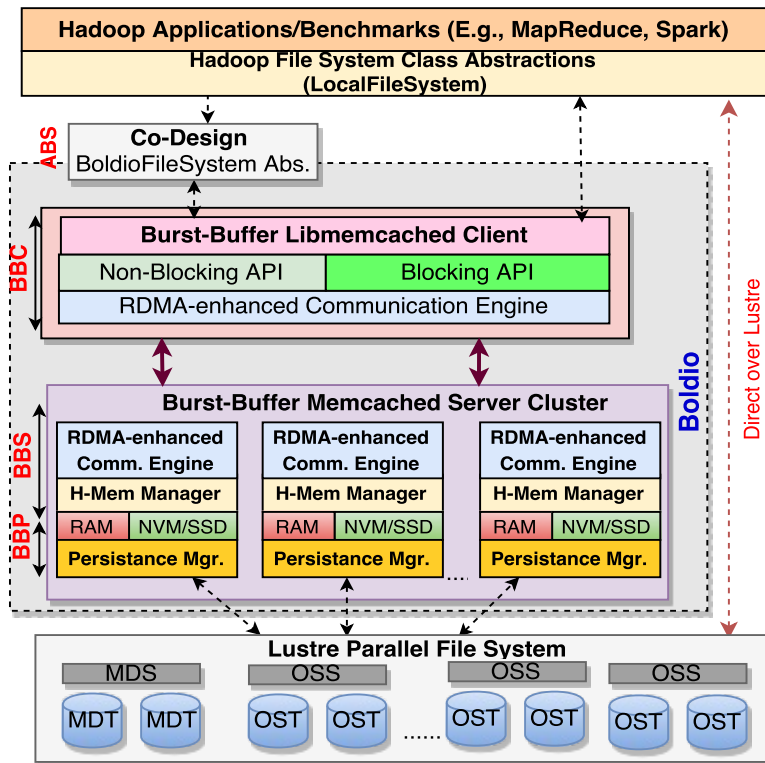 Hadoop Applications/Benchmarks (E.g., MapReduce, Spark)
Hadoop File System Class Abstractions
(LocalFileSystem)
ABS
Co-Design
BoldioFileSystem Abs.
BBC
Burst-Buffer Libmemcached Client
Non-Blocking API
Blocking API
RDMA-enhanced Communication Engine
Direct over Lustre
Boldio
Burst-Buffer Memcached Server Cluster
BBS
RDMA-enhanced
Comm. Engine
H-Mem Manager
RAM
NVM/SSD
Persistance Mgr.
RDMA-enhanced
Comm. Engine
H-Mem Manager
RAM
NVM/SSD
Persistance Mgr.
....
RDMA-enhanced
Comm. Engine
H-Mem Manager
RAM
NVM/SSD
Persistance Mgr.
BBP
Lustre Parallel File System
MDS
MDT
MDT
OSS
OST
OST
......
OSS
OST
OST
OSS
OST
OST